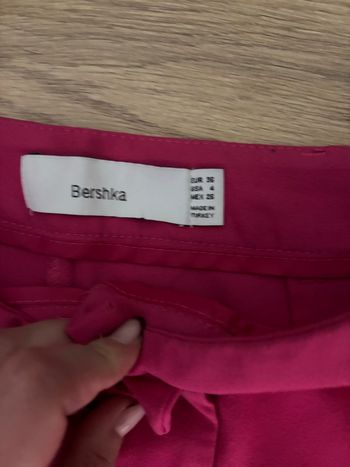 Bershka
EUR 36
USA 4
MEX 26
MADE IN
TURKEY